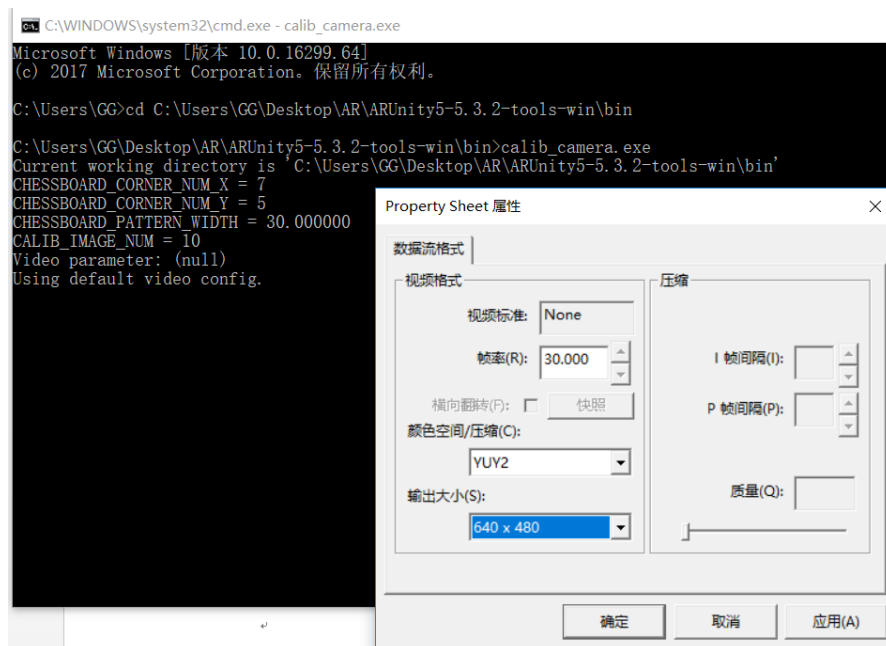 C:\WINDOWS\system32\cmd.exe - calib_camera.exe
Microsoft Windows [版本 10.0.16299.64]
(c) 2017 Microsoft Corporation。保留所有权利。
C:\Users\GG>cd C:\Users\GG\Desktop\AR\ARUnity5-5.3.2-tools-win\bin
C:\Users\GG\Desktop\AR\ARUnity5-5.3.2-tools-win\bin>calib_camera.exe
Current working directory is 'C:\Users\GG\Desktop\AR\ARUnity5-5.3.2-tools-win\bin'
CHESSBOARD_CORNER_NUM_X = 7
CHESSBOARD_CORNER_NUM_Y = 5
CHESSBOARD_PATTERN_WIDTH = 30.000000
CALIB_IMAGE_NUM = 10
Video parameter: (null)
Using default video config.
Property Sheet 属性
数据流格式
视频格式
视频标准: None
帧率(R): 30.000
横向翻转(F): 快照
颜色空间/压缩(C):
YUY2
输出大小(S):
640 x 480
压缩
I 帧间隔(I):
P 帧间隔(P):
质量(Q):
确定 取消 应用(A)